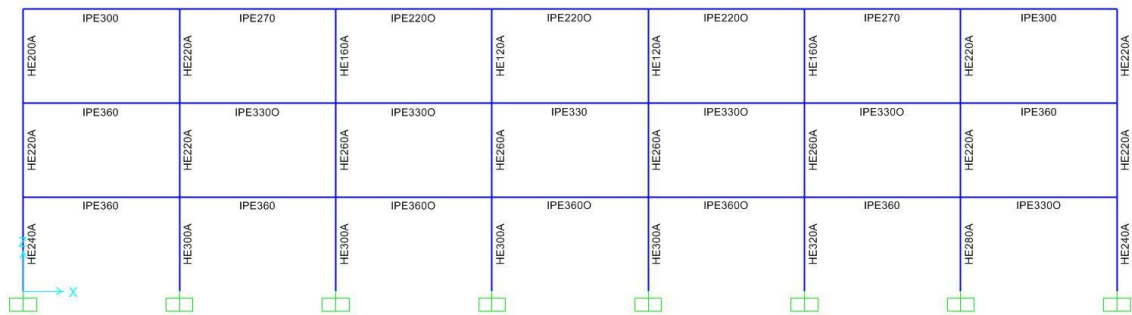 IPE300 IPE270 IPE220O IPE220O IPE220O IPE270 IPE300
HE200A HE220A HE160A HE120A HE120A HE160A HE220A HE220A
IPE360 IPE330O IPE330O IPE330 IPE330O IPE330O IPE360
HE220A HE220A HE260A HE260A HE260A HE260A HE220A HE220A
IPE360 IPE360 IPE360O IPE360O IPE360O IPE360 IPE330O
HE240A HE300A HE300A HE300A HE300A HE320A HE280A HE240A
Z
X